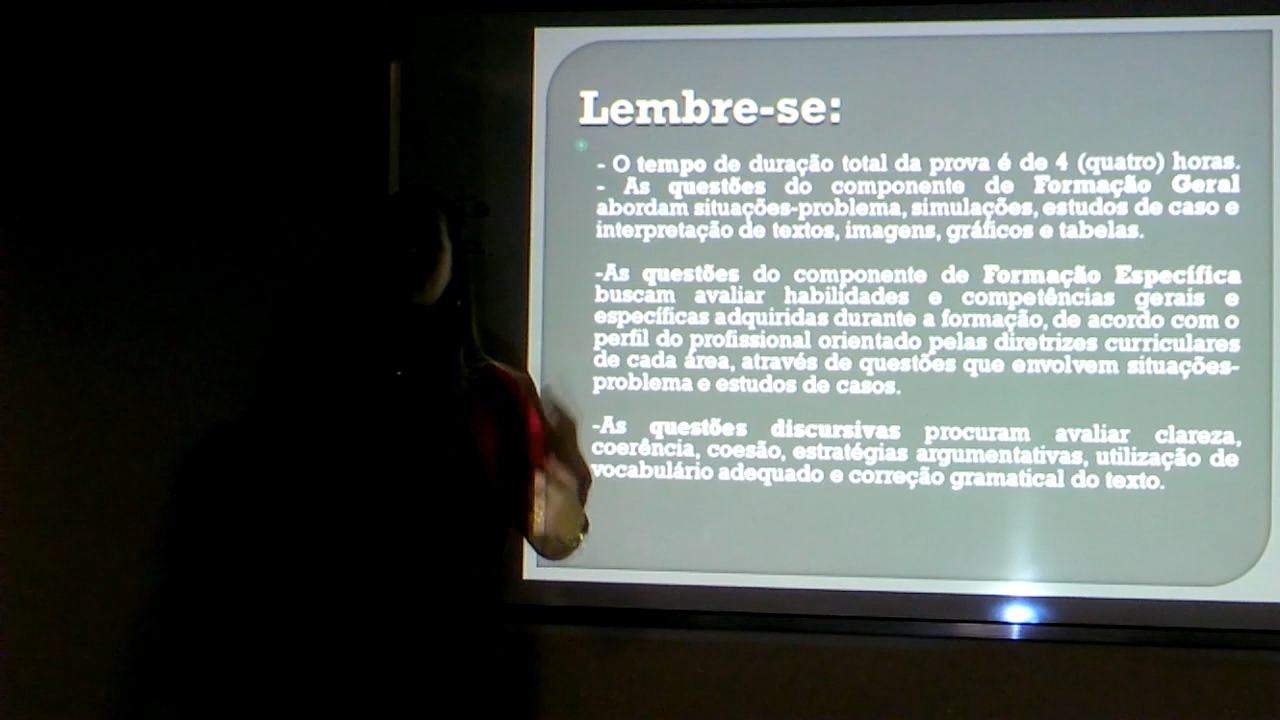 Lembre-se:
- O tempo de duração total da prova é de 4 (quatro) horas.
- As questões do componente de Formação Geral
abordam situações-problema, simulações, estudos de caso e
interpretação de textos, imagens, gráficos e tabelas.
-As questões do componente de Formação Específica
buscam avaliar habilidades e competências gerais e
específicas adquiridas durante a formação, de acordo com o
perfil do profissional orientado pelas diretrizes curriculares
de cada área, através de questões que envolvem situações-
problema e estudos de casos.
-As questões discursivas procuram avaliar clareza,
coerência, coesão, estratégias argumentativas, utilização de
vocabulário adequado e correção gramatical do texto.